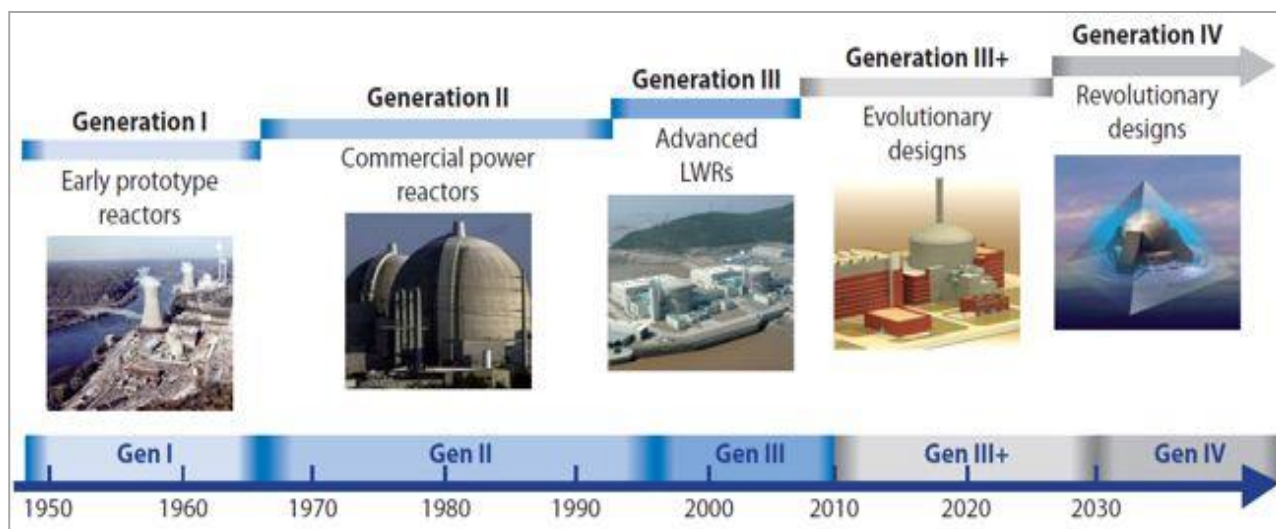 Generation I
Early prototype
reactors
Generation II
Commercial power
reactors
Generation III
Advanced
LWRs
Generation III+
Evolutionary
designs
Generation IV
Revolutionary
designs
Gen I
Gen II
Gen III
Gen III+
Gen IV
1950
1960
1970
1980
1990
2000
2010
2020
2030